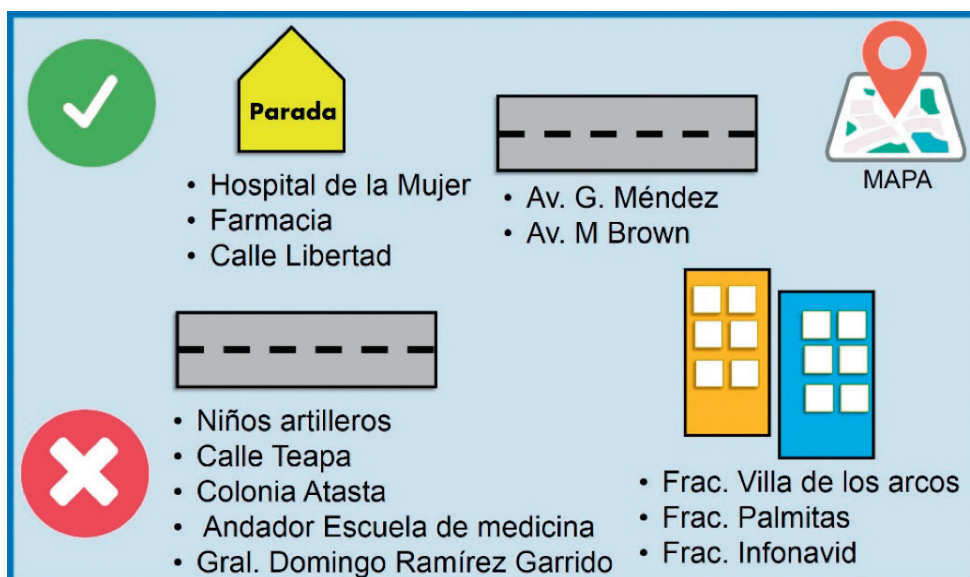 Parada
• Hospital de la Mujer
• Farmacia
• Calle Libertad
• Av. G. Méndez
• Av. M Brown
MAPA
• Niños artilleros
• Calle Teapa
• Colonia Atasta
• Andador Escuela de medicina
• Gral. Domingo Ramírez Garrido
• Frac. Villa de los arcos
• Frac. Palmitas
• Frac. Infonavid